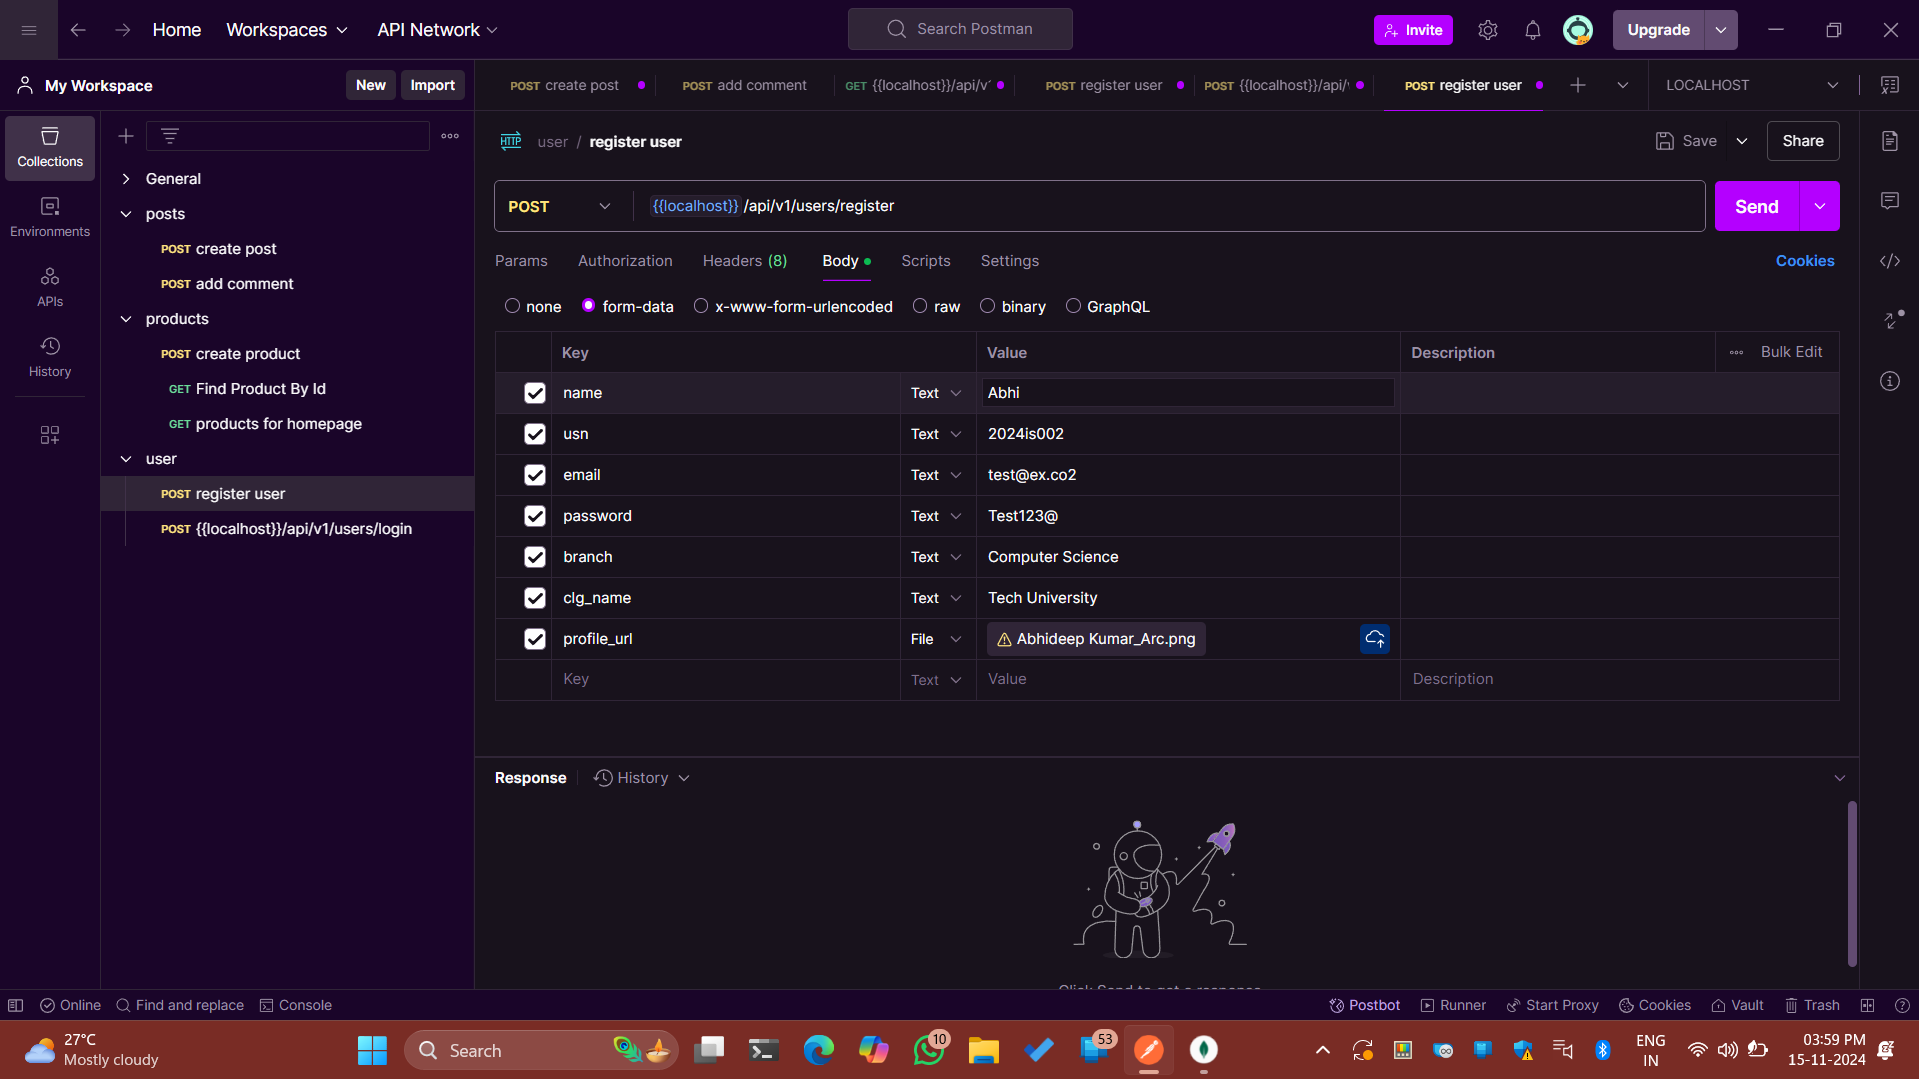 Home Workspaces API Network Search Postman Invite Upgrade
My Workspace New Import
POST create post POST add comment GET {{localhost}}/api/v1 POST register user POST {{localhost}}/api/v POST register user LOCALHOST
Collections
Environments
APIs
History
General
posts
POST create post
POST add comment
products
POST create product
GET Find Product By Id
GET products for homepage
user
POST register user
POST {{localhost}}/api/v1/users/login
HTTP user / register user Save Share
POST {{localhost}} /api/v1/users/register Send
Params Authorization Headers (8) Body Scripts Settings Cookies
none form-data x-www-form-urlencoded raw binary GraphQL
Key Value Description Bulk Edit
name Text Abhi
usn Text 2024is002
email Text test@ex.co2
password Text Test123@
branch Text Computer Science
clg_name Text Tech University
profile_url File Abhideep Kumar_Arc.png
Key Text Value Description
Response History
Click Send to get a response
Online Find and replace Console Postbot Runner Start Proxy Cookies Vault Trash
27°C
Mostly cloudy
Search
10
53
ENG
IN
03:59 PM
15-11-2024